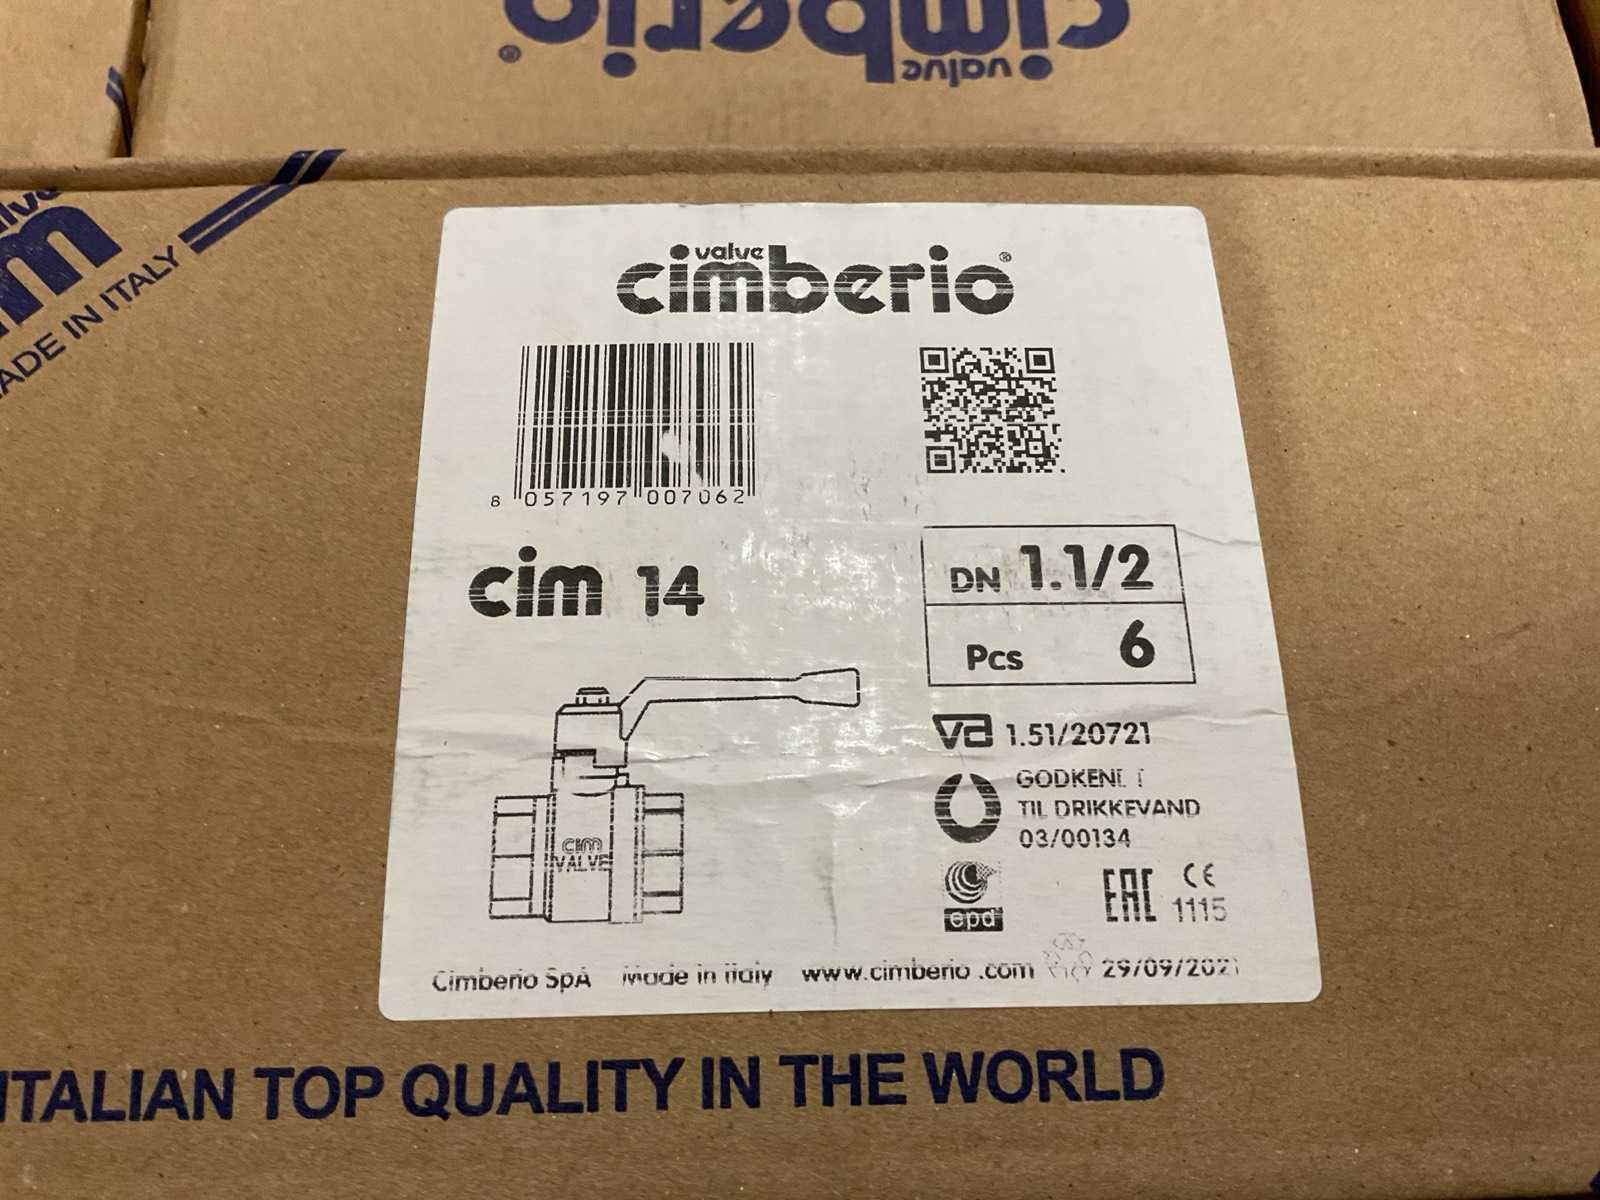 cimberio®
valve
valve
cimberio®
MADE IN ITALY
8 057197 007062
cim 14
DN 1.1/2
Pcs 6
CIM
VALVE
va 1.51/20721
TIL DRIKKEVAND
03/00134
epd
EAC CE
1115
Cimberio SpA Made in Italy www.cimberio.com 29/09/2021
ITALIAN TOP QUALITY IN THE WORLD